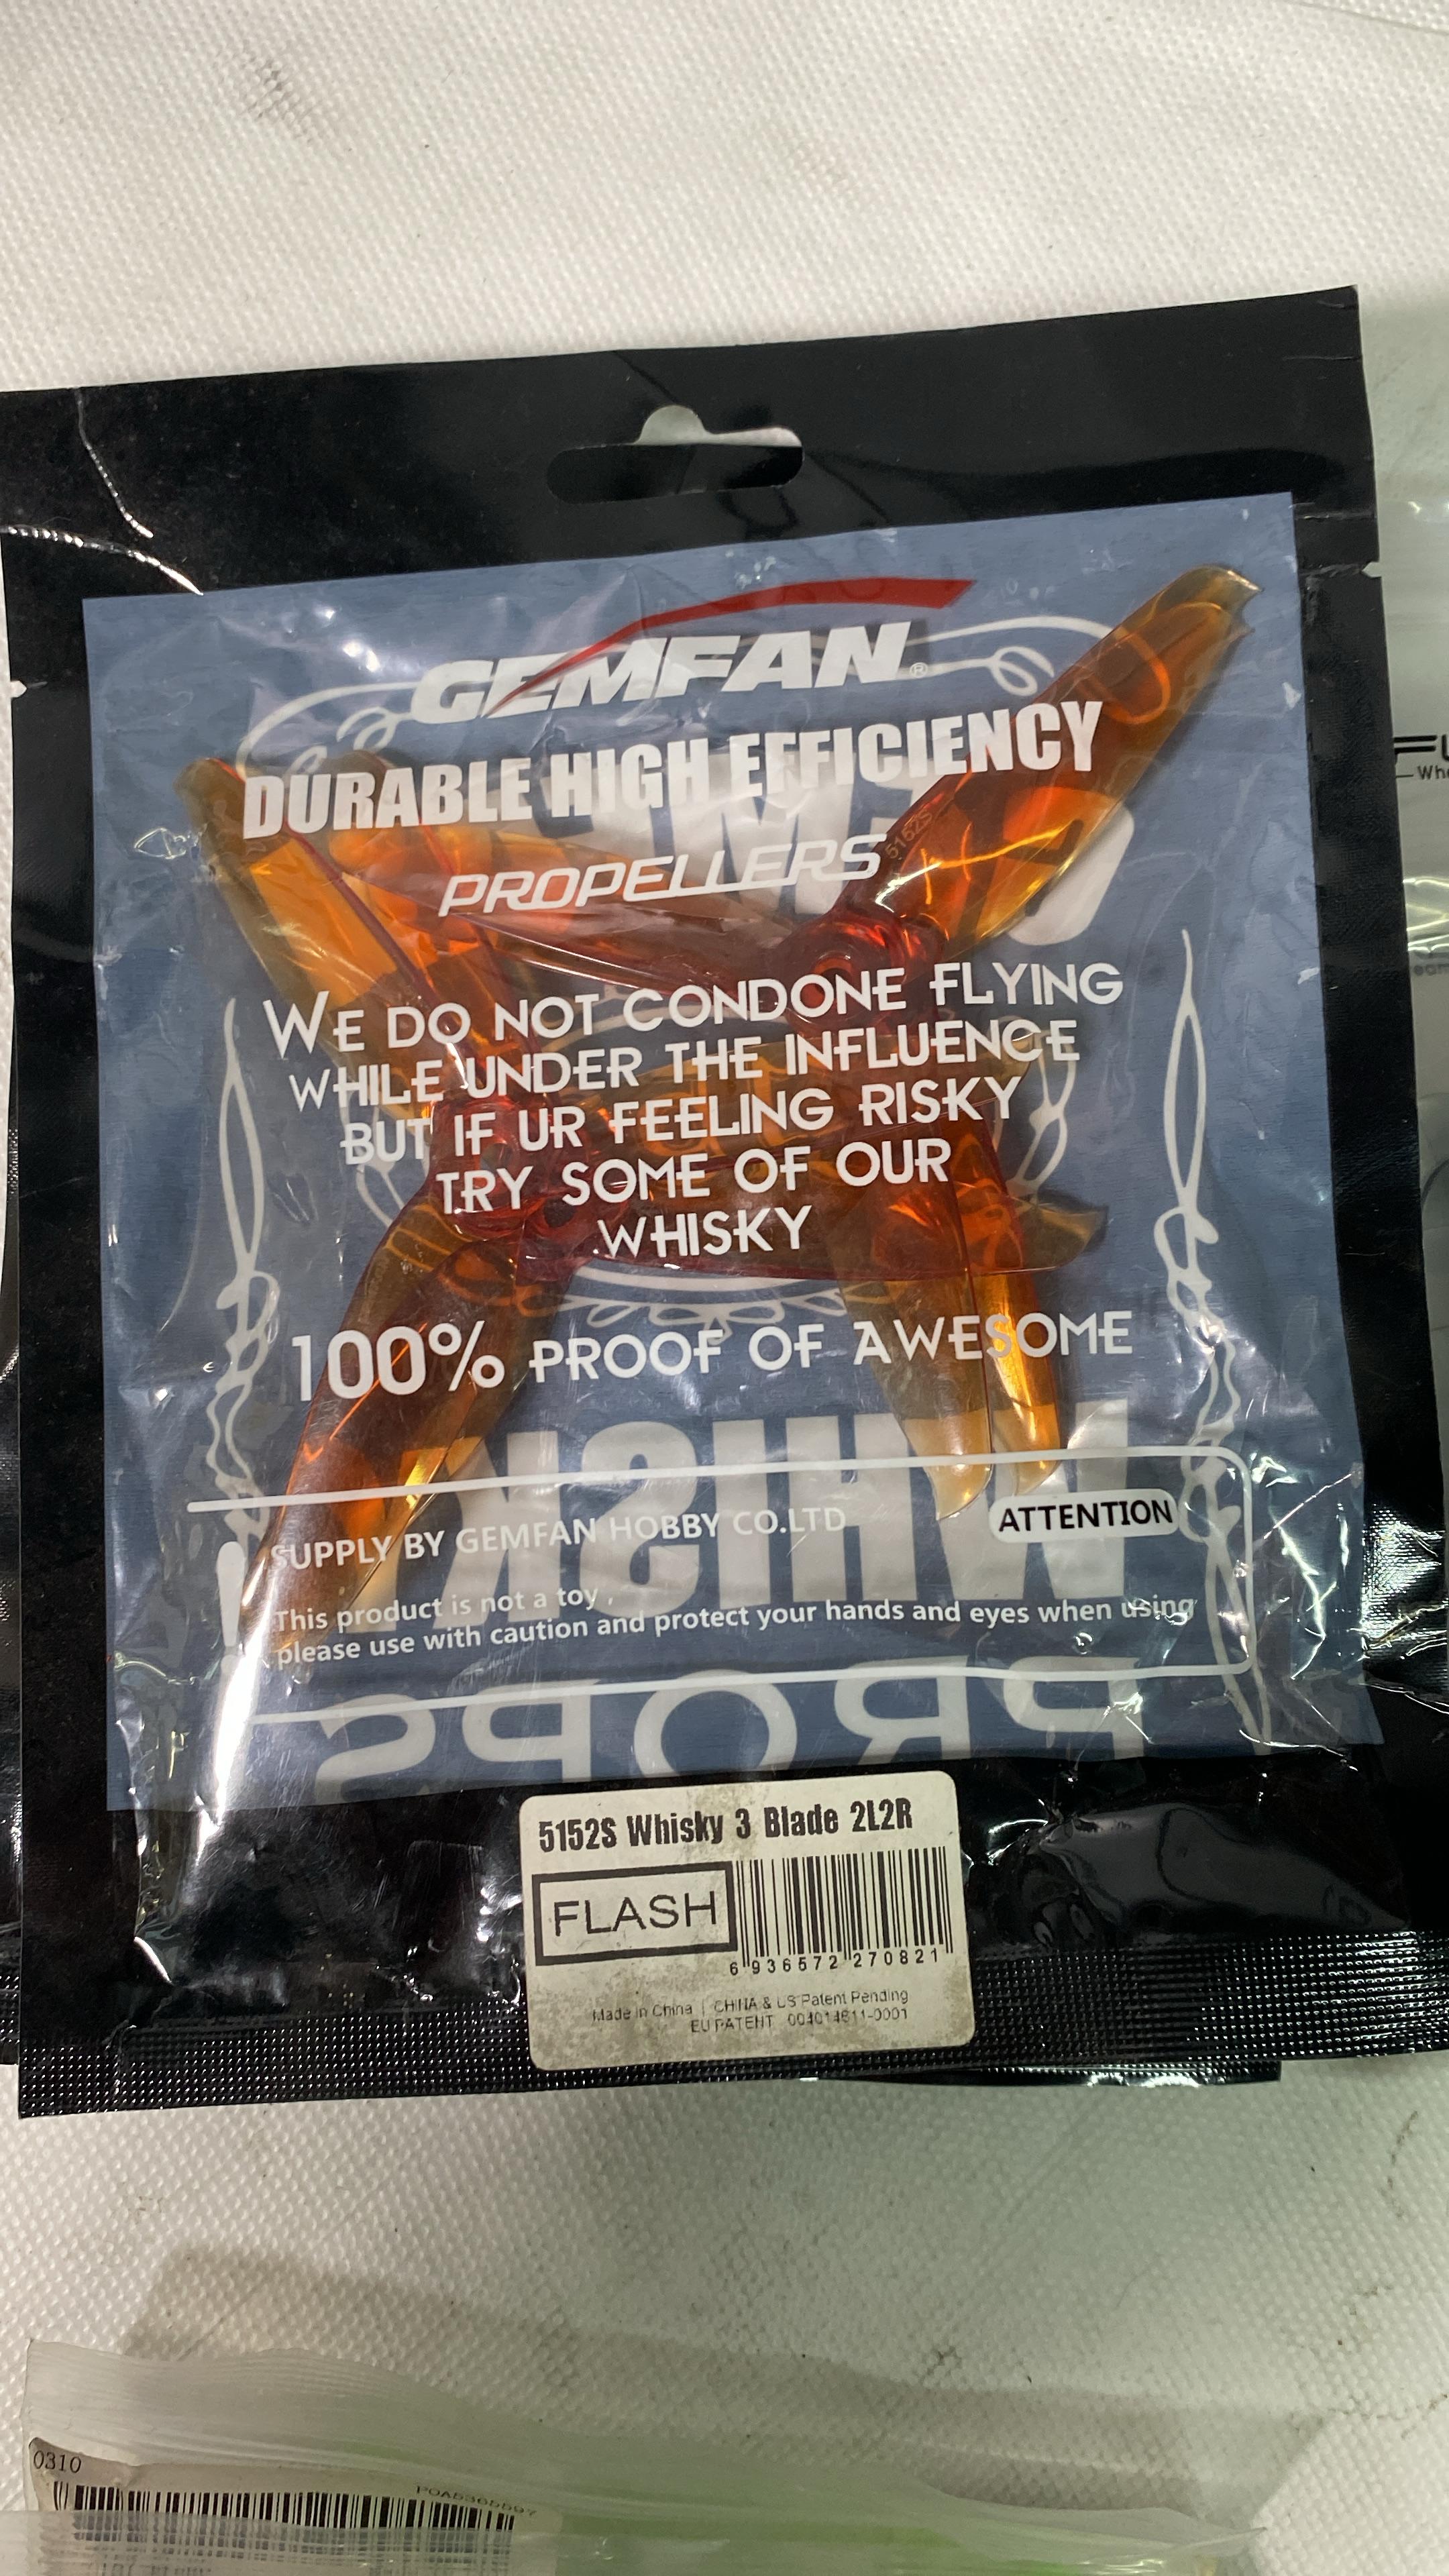 GEMFAN®
DURABLE HIGH EFFICIENCY
PROPELLERS
5152S
WE DO NOT CONDONE FLYING
WHILE UNDER THE INFLUENCE
BUT IF UR FEELING RISKY
TRY SOME OF OUR
WHISKY
100% PROOF OF AWESOME
WHISK
SUPPLY BY GEMFAN HOBBY CO.LTD
ATTENTION
This product is not a toy ,
please use with caution and protect your hands and eyes when using
PROPS
5152S Whisky 3 Blade 2L2R
FLASH
6 936572 270821
Made in China | CHINA & US Patent Pending
EU PATENT 004014611-0001
0310